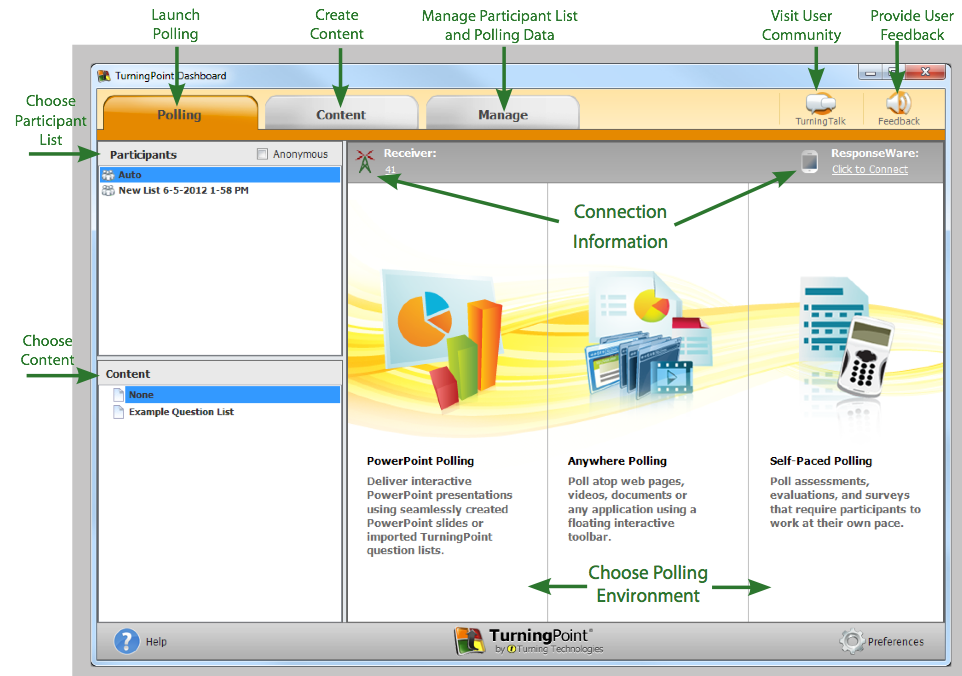 Launch
Polling
Create
Content
Manage Participant List
and Polling Data
Visit User
Community
Provide User
Feedback
TurningPoint Dashboard
Choose
Participant
List
Polling
Content
Manage
TurningTalk
Feedback
Participants
Anonymous
Receiver:
41
ResponseWare:
Click to Connect
Auto
New List 6-5-2012 1-58 PM
Connection
Information
Choose
Content
Content
None
Example Question List
PowerPoint Polling
Deliver interactive
PowerPoint presentations
using seamlessly created
PowerPoint slides or
imported TurningPoint
question lists.
Anywhere Polling
Poll atop web pages,
videos, documents or
any application using a
floating interactive
toolbar.
Self-Paced Polling
Poll assessments,
evaluations, and surveys
that require participants to
work at their own pace.
Choose Polling
Environment
? Help
TurningPoint®
by Turning Technologies
Preferences